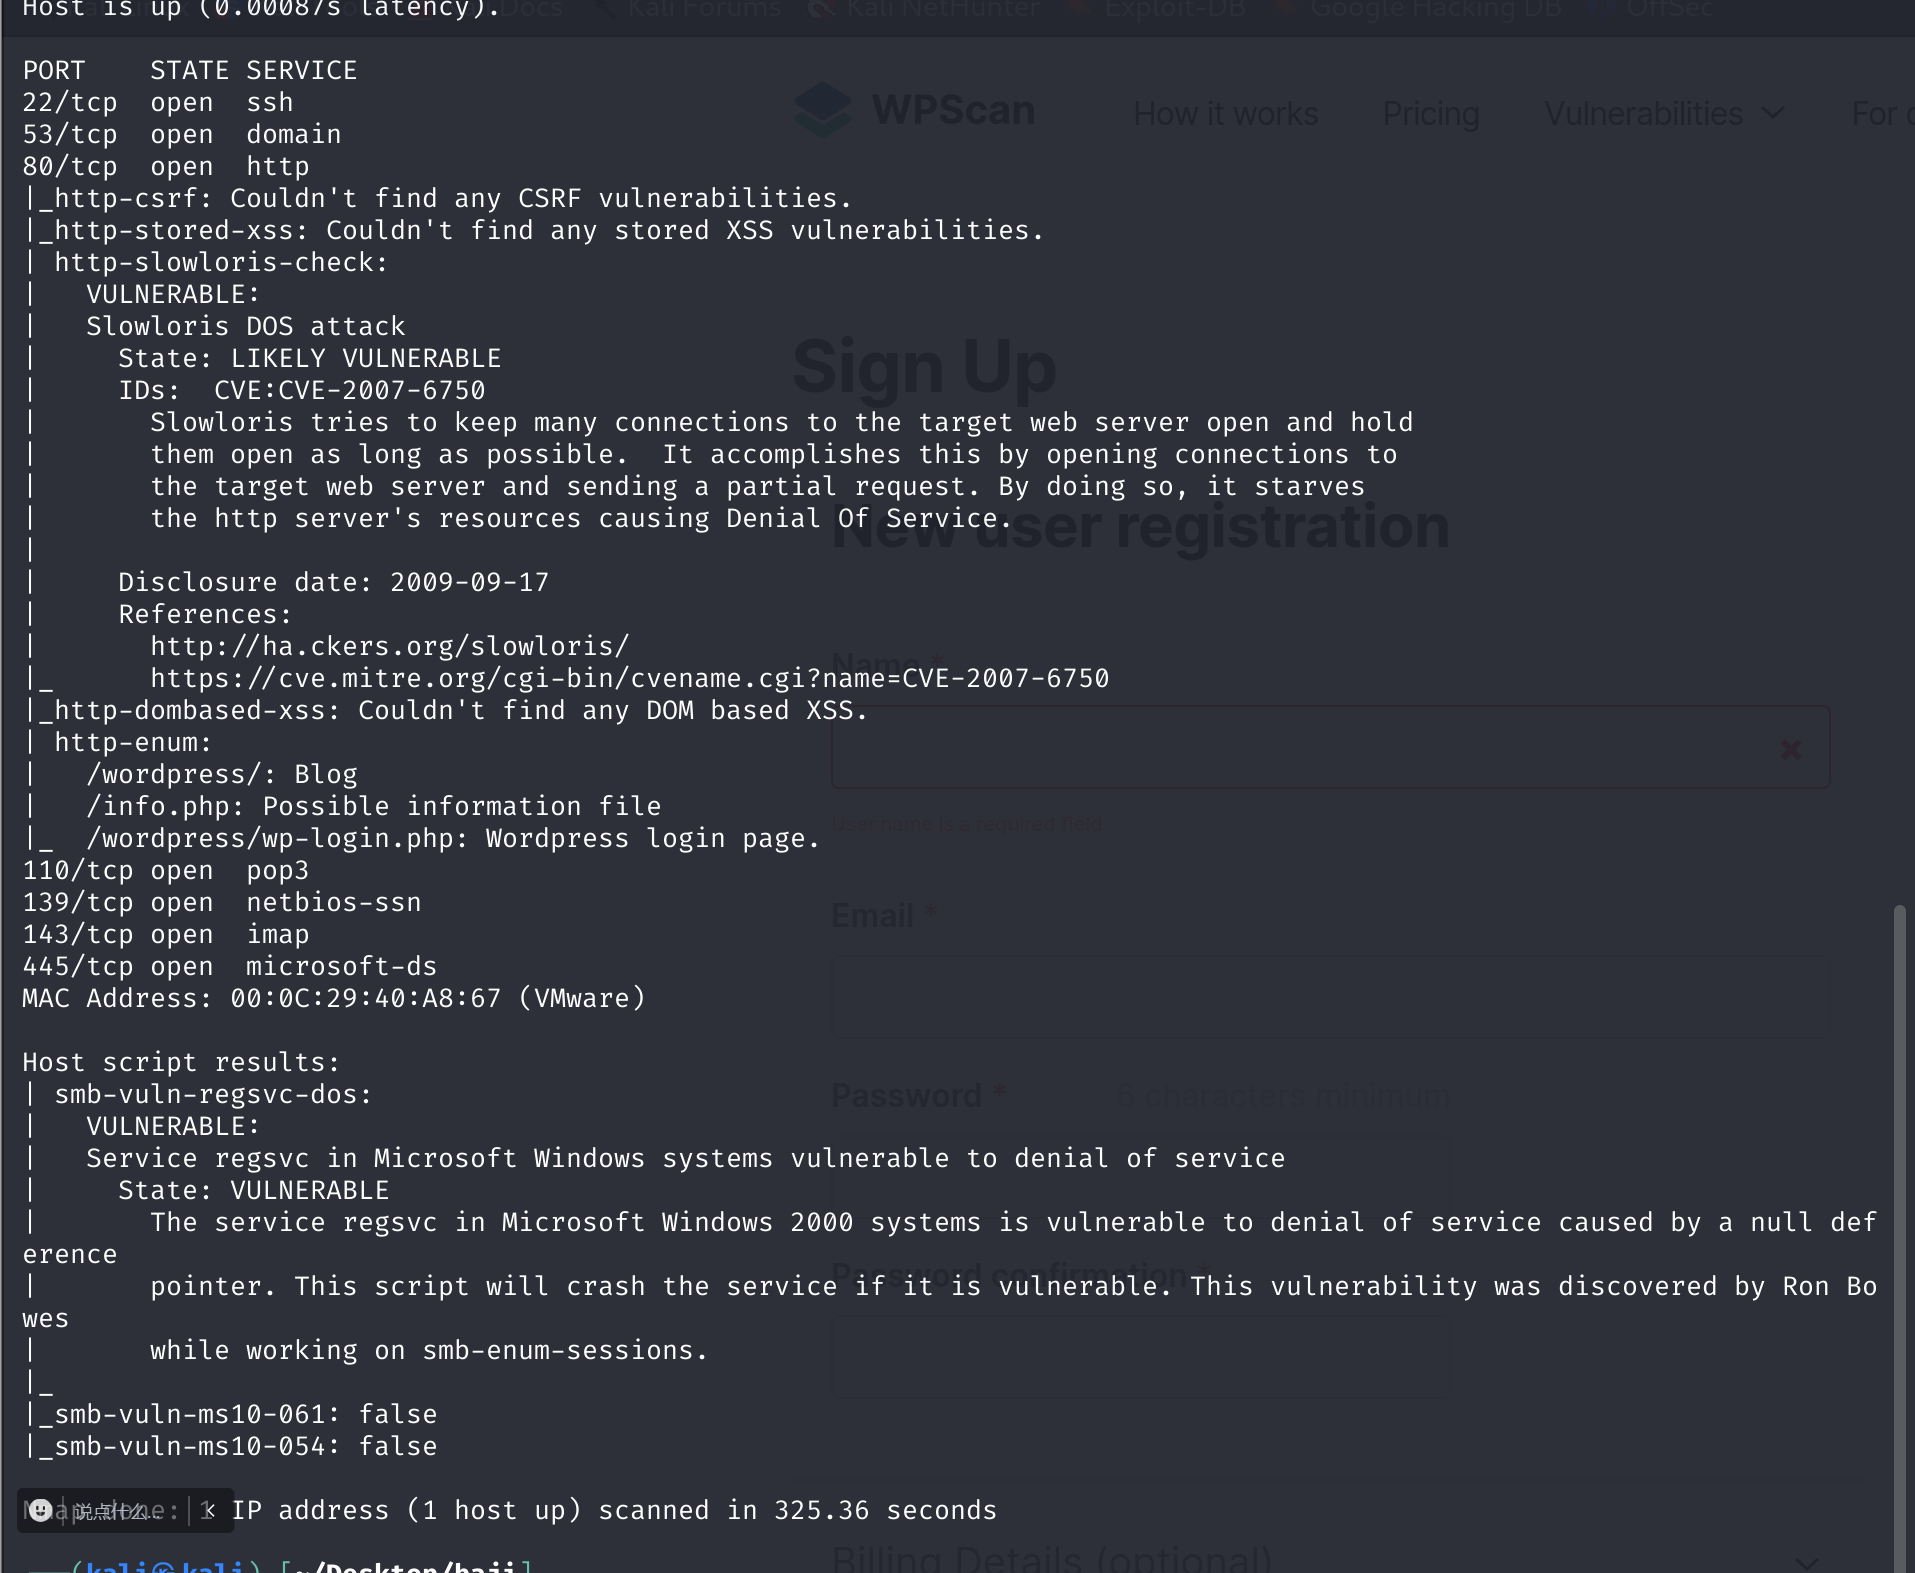 Host is up (0.00087s latency).
Docs Kali Forums Kali NetHunter Exploit-DB Google Hacking DB OffSec
WPScan How it works Pricing Vulnerabilities For
PORT    STATE SERVICE
22/tcp  open  ssh
53/tcp  open  domain
80/tcp  open  http
|_http-csrf: Couldn't find any CSRF vulnerabilities.
|_http-stored-xss: Couldn't find any stored XSS vulnerabilities.
| http-slowloris-check:
|   VULNERABLE:
|   Slowloris DOS attack
|     State: LIKELY VULNERABLE
|     IDs:  CVE:CVE-2007-6750
|       Slowloris tries to keep many connections to the target web server open and hold
|       them open as long as possible.  It accomplishes this by opening connections to
|       the target web server and sending a partial request. By doing so, it starves
|       the http server's resources causing Denial Of Service.
|
|     Disclosure date: 2009-09-17
|     References:
|       http://ha.ckers.org/slowloris/
|_      https://cve.mitre.org/cgi-bin/cvename.cgi?name=CVE-2007-6750
|_http-dombased-xss: Couldn't find any DOM based XSS.
| http-enum:
|   /wordpress/: Blog
|   /info.php: Possible information file
|_  /wordpress/wp-login.php: Wordpress login page.
110/tcp open  pop3
139/tcp open  netbios-ssn
143/tcp open  imap
445/tcp open  microsoft-ds
MAC Address: 00:0C:29:40:A8:67 (VMware)
Host script results:
| smb-vuln-regsvc-dos:
|   VULNERABLE:
|   Service regsvc in Microsoft Windows systems vulnerable to denial of service
|     State: VULNERABLE
|       The service regsvc in Microsoft Windows 2000 systems is vulnerable to denial of service caused by a null def
erence
|       pointer. This script will crash the service if it is vulnerable. This vulnerability was discovered by Ron Bo
wes
|       while working on smb-enum-sessions.
|_
|_smb-vuln-ms10-061: false
|_smb-vuln-ms10-054: false
Nmap done: 1 IP address (1 host up) scanned in 325.36 seconds
说点什么...
(kali㉿kali)-[~/Desktop/haji]
Sign Up
New user registration
Name *
User name is a required field
Email *
Password * 6 characters minimum
Password confirmation *
Billing Details (optional)